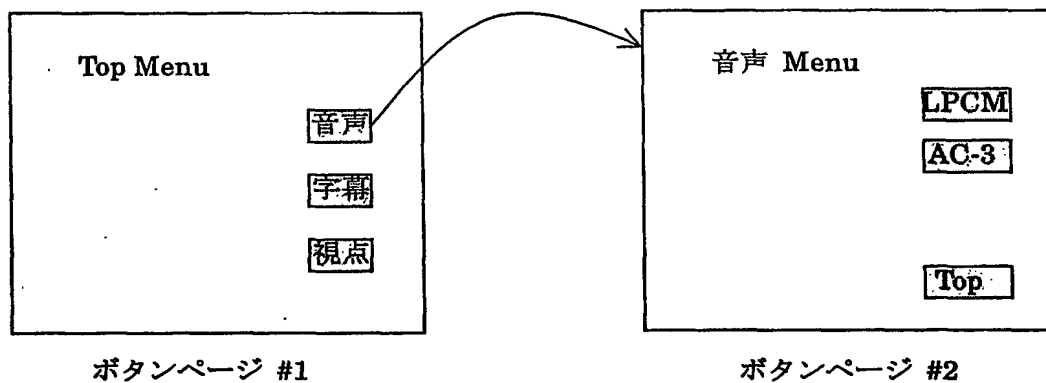 Top Menu
音声
字幕
視点
ボタンページ #1
音声 Menu
LPCM
AC-3
Top
ボタンページ #2